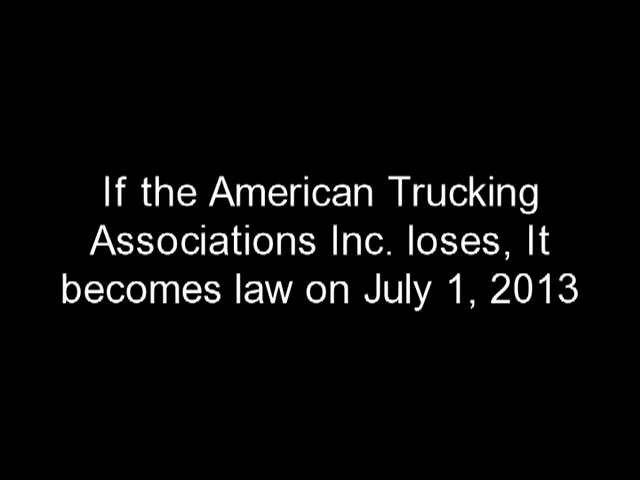 If the American Trucking
Associations Inc. loses, It
becomes law on July 1, 2013